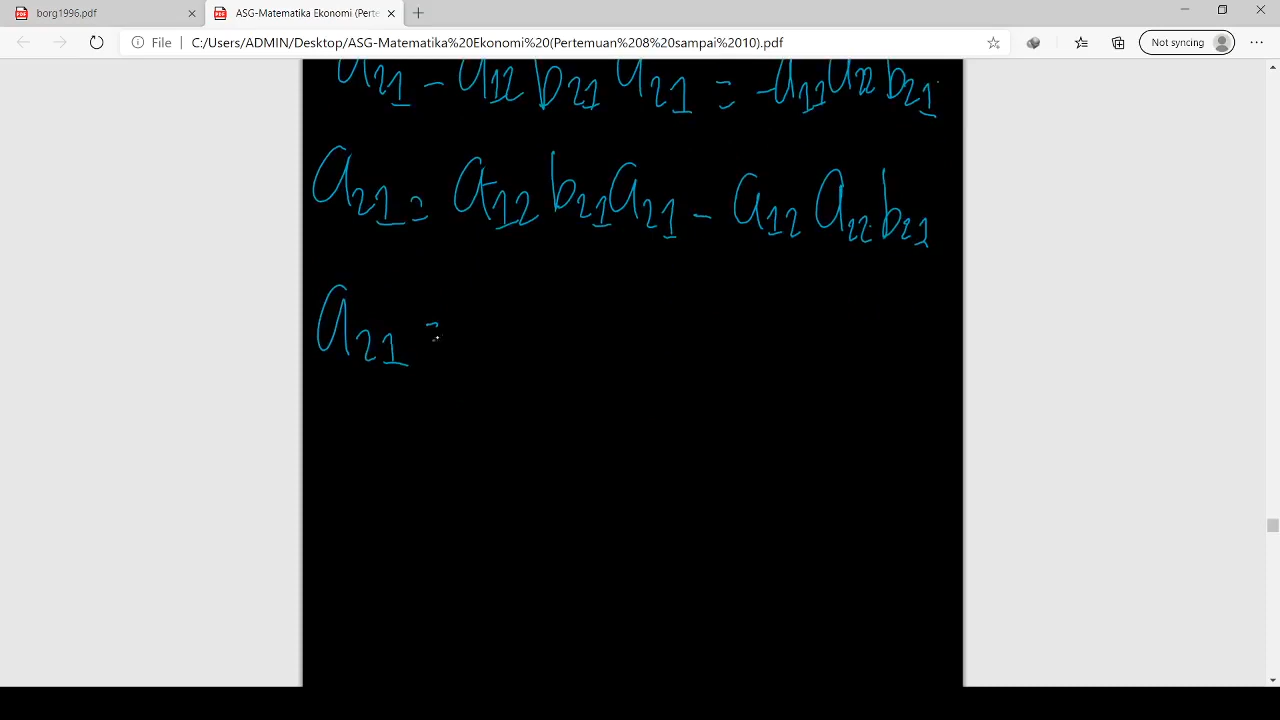 borg1996.pdf
ASG-Matematika Ekonomi (Perte
File
C:/Users/ADMIN/Desktop/ASG-Matematika%20Ekonomi%20(Pertemuan%208%20sampai%2010).pdf
Not syncing
a21 - a12 b21 a21 = -a11 a22 b21
a21 = a12 b21 a21 - a12 a22 b21
a21 =